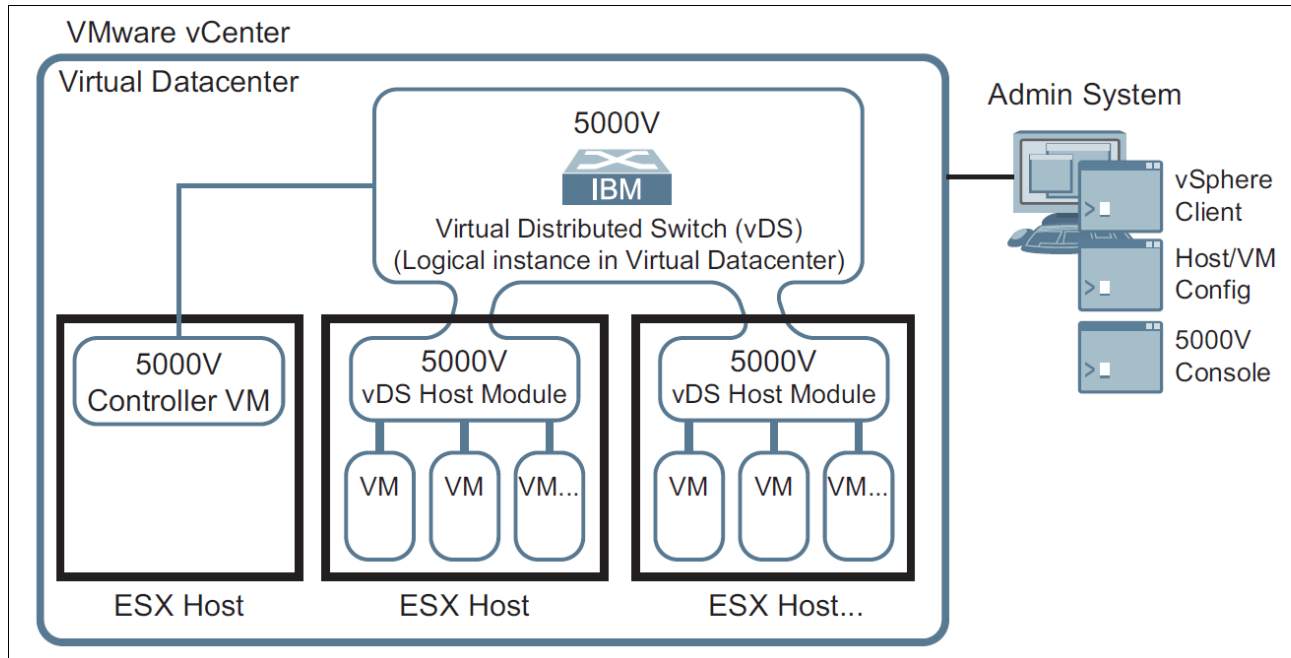 VMware vCenter
Virtual Datacenter
5000V
IBM
Virtual Distributed Switch (vDS)
(Logical instance in Virtual Datacenter)
Admin System
>
vSphere
Client
>
Host/VM
Config
>
5000V
Console
5000V
Controller VM
5000V
vDS Host Module
VM
VM
VM...
5000V
vDS Host Module
VM
VM
VM...
ESX Host
ESX Host
ESX Host...